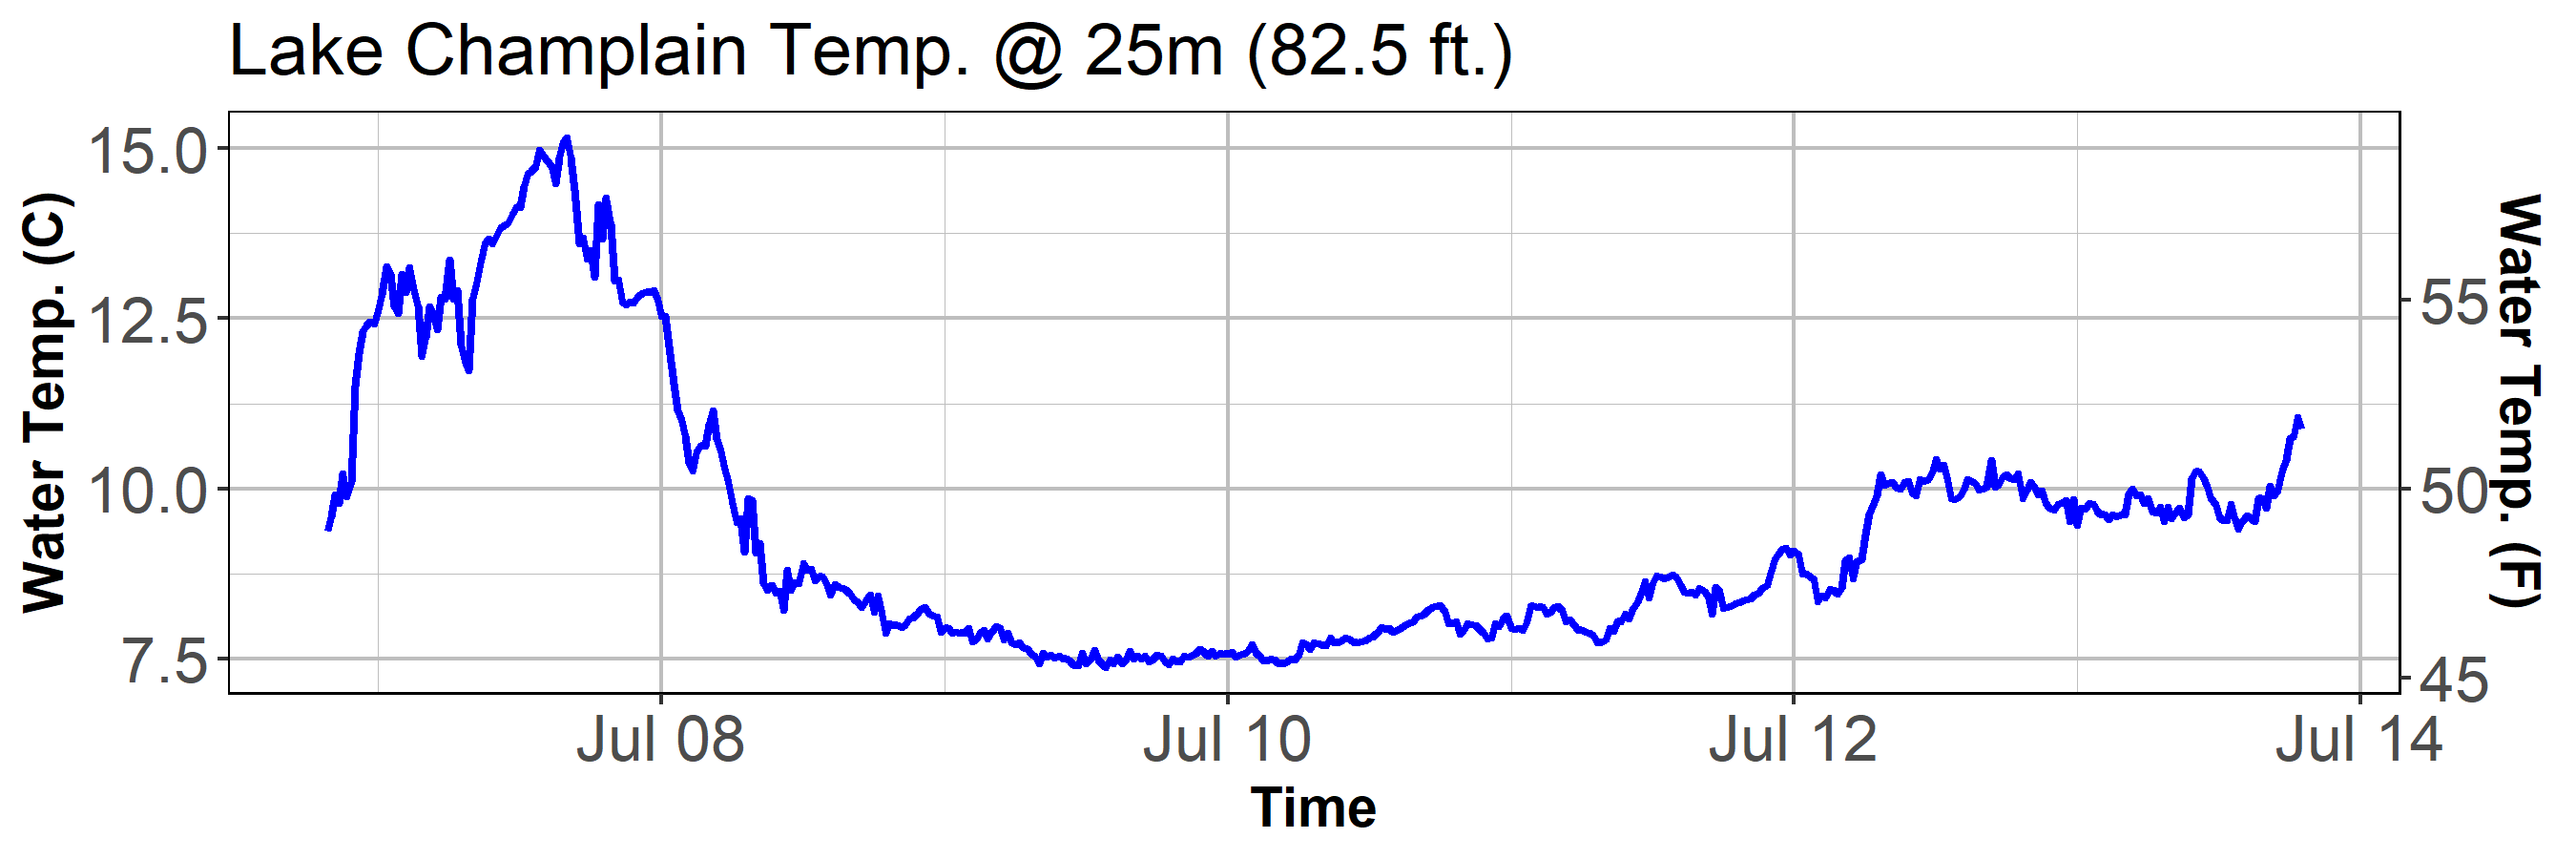 Lake Champlain Temp. @ 25m (82.5 ft.)
Water Temp. (C)
15.0
12.5
10.0
7.5
55
50
45
Water Temp. (F)
Jul 08 Jul 10 Jul 12 Jul 14
Time